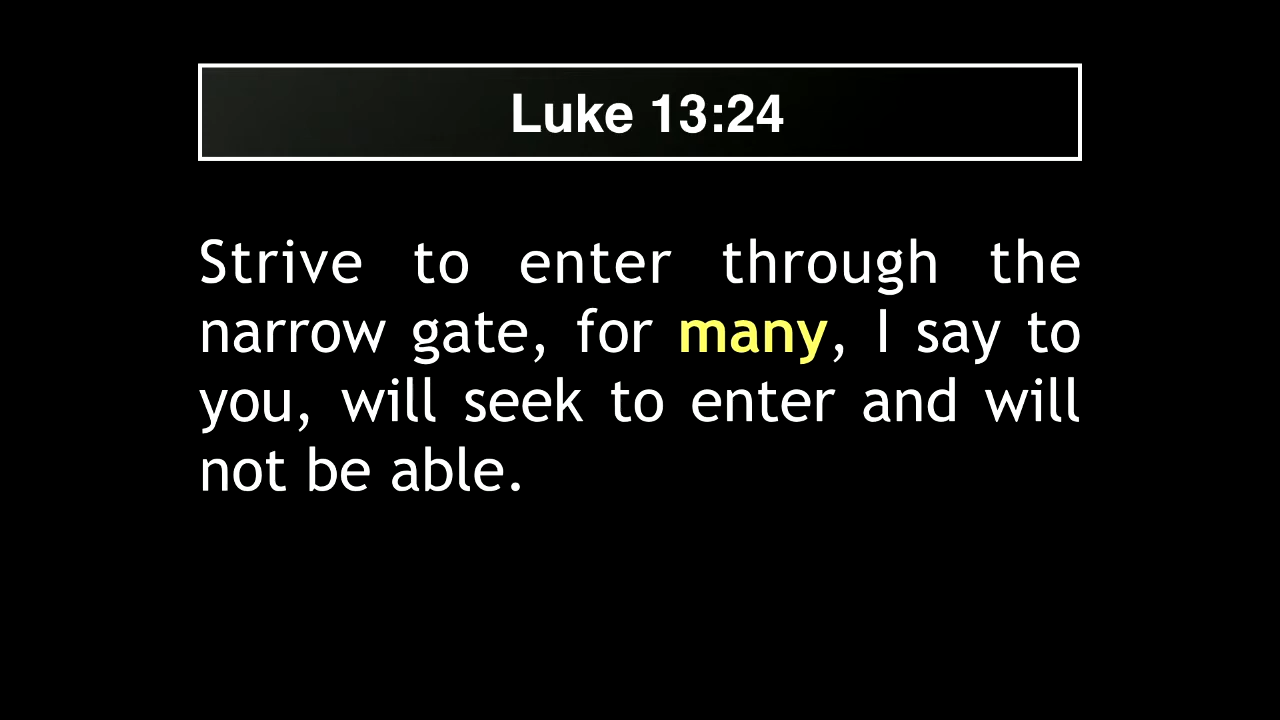 Luke 13:24
Strive to enter through the
narrow gate, for many, I say to
you, will seek to enter and will
not be able.